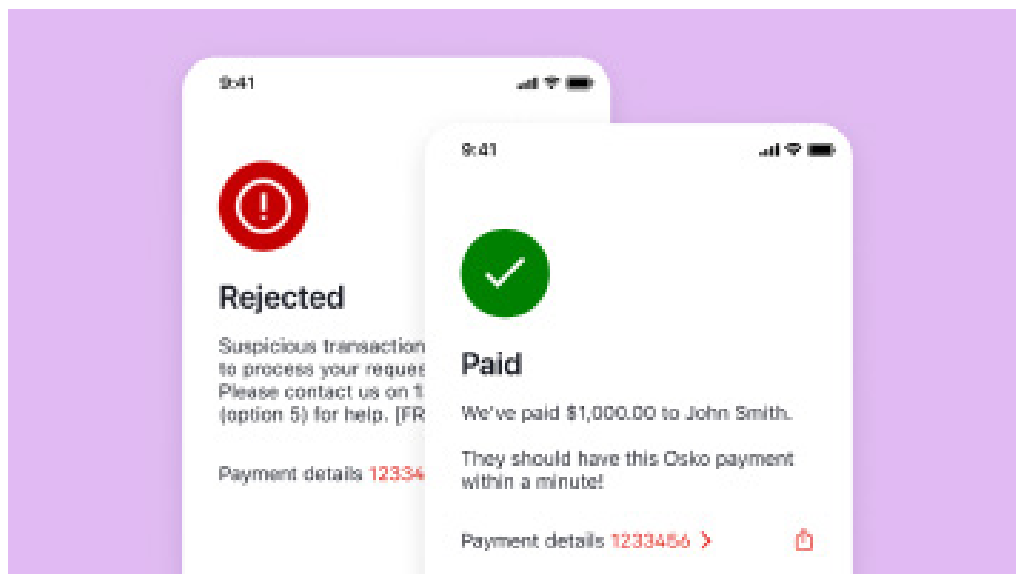 9:41
Rejected
Suspicious transaction
to process your reques
Please contact us on 1
(option 5) for help. [FR
Payment details 12334
9:41
Paid
We've paid $1,000.00 to John Smith.
They should have this Osko payment
within a minute!
Payment details 1233456